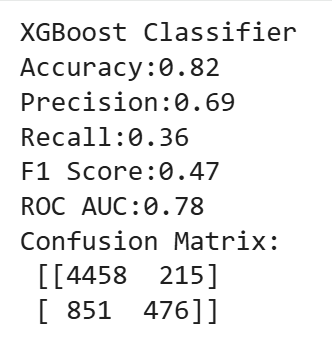 XGBoost Classifier
Accuracy:0.82
Precision:0.69
Recall:0.36
F1 Score:0.47
ROC AUC:0.78
Confusion Matrix:
[[4458  215]
[ 851  476]]